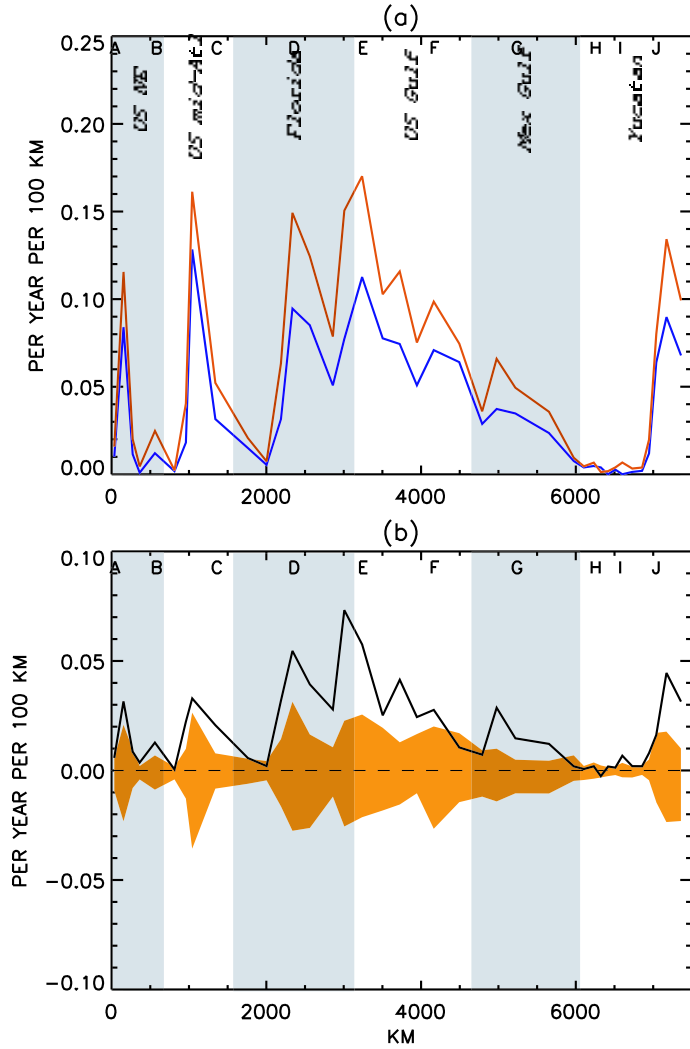 (a)
0.25
A B C D E F G H I J
US NE
US mid-Atl
Florida
US Gulf
Mex Gulf
Yucatan
0.20
0.15
0.10
0.05
0.00
PER YEAR PER 100 KM
0 2000 4000 6000
(b)
0.10
A B C D E F G H I J
0.05
0.00
−0.05
−0.10
PER YEAR PER 100 KM
0 2000 4000 6000
KM